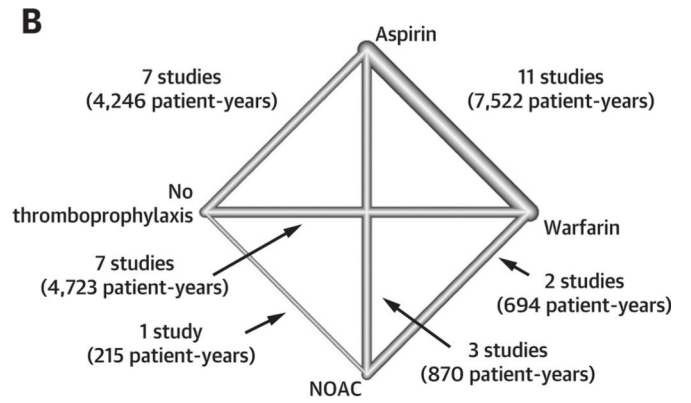 B
Aspirin
7 studies
(4,246 patient-years)
11 studies
(7,522 patient-years)
No
thromboprophylaxis
Warfarin
7 studies
(4,723 patient-years)
2 studies
(694 patient-years)
1 study
(215 patient-years)
3 studies
(870 patient-years)
NOAC